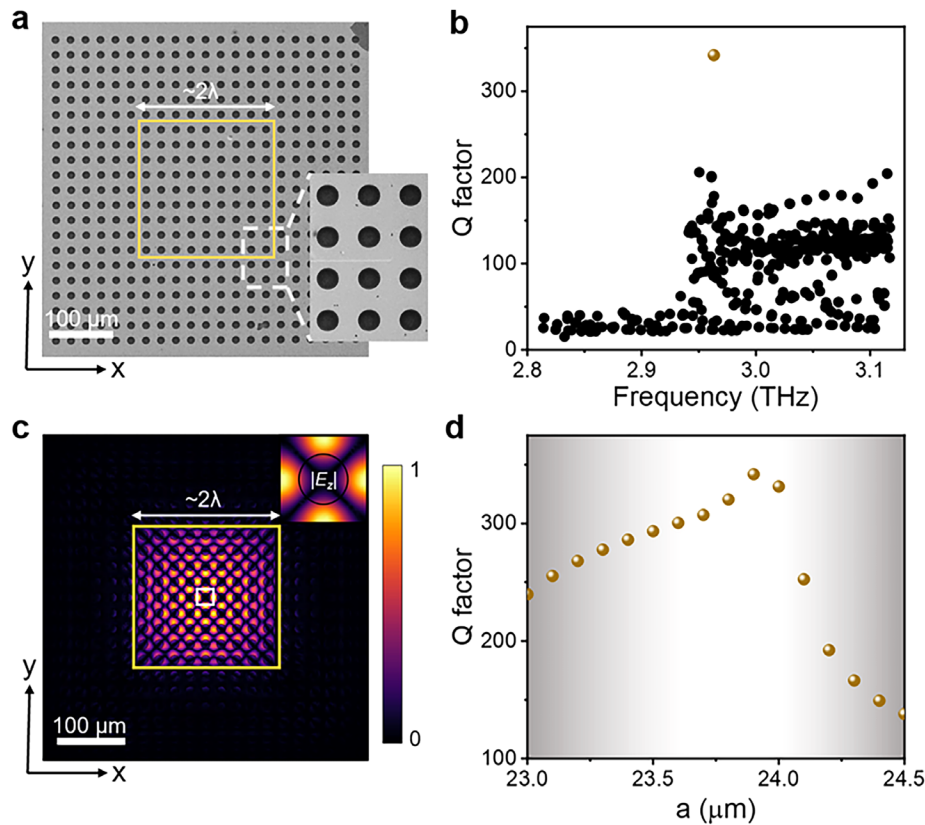 a
~2λ
y
100 μm
x
b
Q factor
300
200
100
0
2.8
2.9
3.0
3.1
Frequency (THz)
c
~2λ
|Ez|
1
0
y
100 μm
x
d
Q factor
300
200
100
23.0
23.5
24.0
24.5
a (μm)